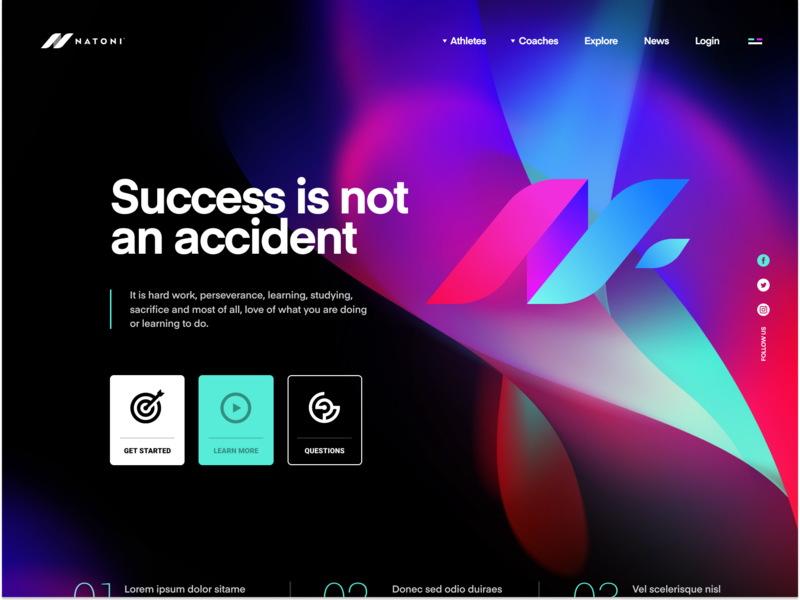 NATONI
Athletes
Coaches
Explore
News
Login
Success is not
an accident
It is hard work, perseverance, learning, studying,
sacrifice and most of all, love of what you are doing
or learning to do.
FOLLOW US
GET STARTED
LEARN MORE
QUESTIONS
01 Lorem ipsum dolor sitame
02 Donec sed odio duiraes
03 Vel scelerisque nisl